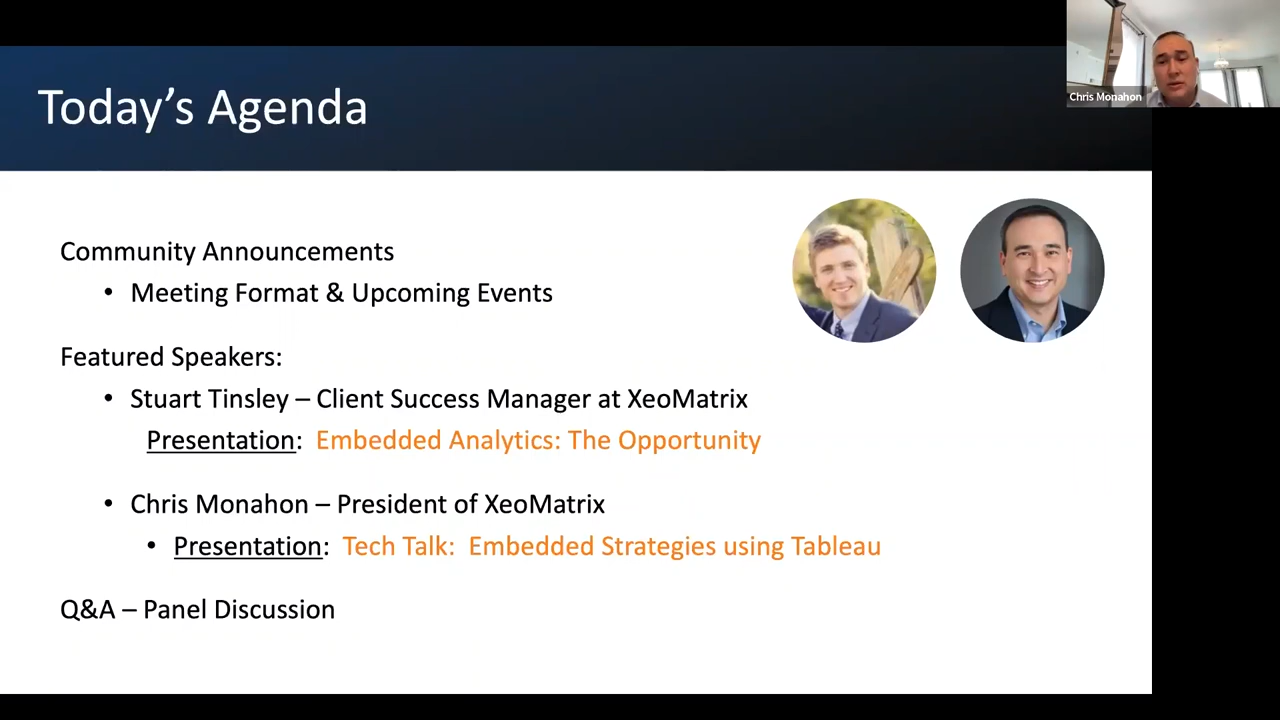 Today's Agenda
Chris Monahon
Community Announcements
• Meeting Format & Upcoming Events
Featured Speakers:
• Stuart Tinsley – Client Success Manager at XeoMatrix
Presentation: Embedded Analytics: The Opportunity
• Chris Monahon – President of XeoMatrix
• Presentation: Tech Talk: Embedded Strategies using Tableau
Q&A – Panel Discussion